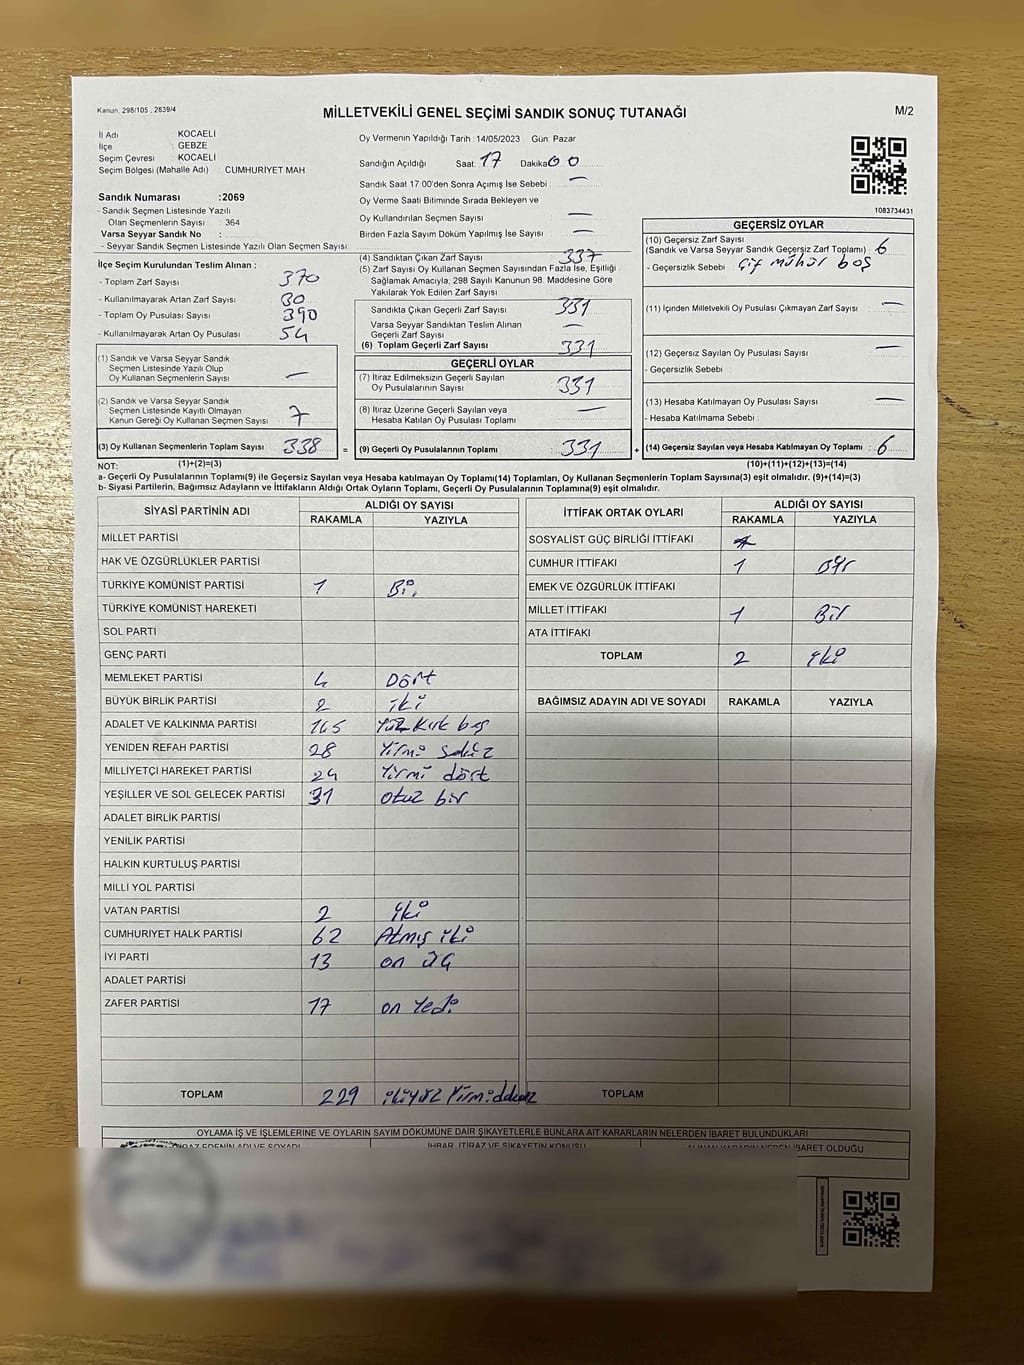 Kanun, 298/105 , 2839/4
MİLLETVEKİLİ GENEL SEÇİMİ SANDIK SONUÇ TUTANAĞI
M/2
İl Adı : KOCAELİ
İlçe : GEBZE
Seçim Çevresi : KOCAELİ
Seçim Bölgesi (Mahalle Adı) : CUMHURİYET MAH
Sandık Numarası :2069
- Sandık Seçmen Listesinde Yazılı
Olan Seçmenlerin Sayısı : 364
Varsa Seyyar Sandık No :
- Seyyar Sandık Seçmen Listesinde Yazılı Olan Seçmen Sayısı:
Oy Vermenin Yapıldığı Tarih :14/05/2023 Gün: Pazar
Sandığın Açıldığı Saat: 17 Dakika 00
Sandık Saat 17:00'den Sonra Açımış İse Sebebi : —
Oy Verme Saati Bitiminde Sırada Bekleyen ve
Oy Kullandırılan Seçmen Sayısı : —
Birden Fazla Sayım Döküm Yapılmış İse Sayısı : —
1083734431
İlçe Seçim Kurulundan Teslim Alınan :
- Toplam Zarf Sayısı : 370
- Kullanılmayarak Artan Zarf Sayısı : 30
- Toplam Oy Pusulası Sayısı : 390
- Kullanılmayarak Artan Oy Pusulası : 54
(1) Sandık ve Varsa Seyyar Sandık
Seçmen Listesinde Yazılı Olup
Oy Kullanan Seçmenlerin Sayısı : —
(2) Sandık ve Varsa Seyyar Sandık
Seçmen Listesinde Kayıtlı Olmayan
Kanun Gereği Oy Kullanan Seçmen Sayısı : 7
(3) Oy Kullanan Seçmenlerin Toplam Sayısı : 338 =
(1)+(2)=(3)
(4) Sandıktan Çıkan Zarf Sayısı : 337
(5) Zarf Sayısı Oy Kullanan Seçmen Sayısından Fazla İse, Eşitliği
Sağlamak Amacıyla; 298 Sayılı Kanunun 98. Maddesine Göre
Yakılarak Yok Edilen Zarf Sayısı :
Sandıkta Çıkan Geçerli Zarf Sayısı : 331
Varsa Seyyar Sandıktan Teslim Alınan
Geçerli Zarf Sayısı : —
(6) Toplam Geçerli Zarf Sayısı : 331
GEÇERLİ OYLAR
(7) İtiraz Edilmeksizin Geçerli Sayılan
Oy Pusulalarının Sayısı : 331
(8) İtiraz Üzerine Geçerli Sayılan veya
Hesaba Katılan Oy Pusulası Toplamı : —
(9) Geçerli Oy Pusulalarının Toplamı : 331 +
GEÇERSİZ OYLAR
(10) Geçersiz Zarf Sayısı
(Sandık ve Varsa Seyyar Sandık Geçersiz Zarf Toplamı) : 6
- Geçersizlik Sebebi : çif mühür boş
(11) İçinden Milletvekili Oy Pusulası Çıkmayan Zarf Sayısı : —
(12) Geçersiz Sayılan Oy Pusulası Sayısı : —
- Geçersizlik Sebebi :
(13) Hesaba Katılmayan Oy Pusulası Sayısı : —
- Hesaba Katılmama Sebebi :
(14) Geçersiz Sayılan veya Hesaba Katılmayan Oy Toplamı : 6
(10)+(11)+(12)+(13)=(14)
NOT:
a- Geçerli Oy Pusulalarının Toplamı(9) ile Geçersiz Sayılan veya Hesaba katılmayan Oy Toplamı(14) Toplamları, Oy Kullanan Seçmenlerin Toplam Sayısına(3) eşit olmalıdır. (9)+(14)=(3)
b- Siyasi Partilerin, Bağımsız Adayların ve İttifakların Aldığı Ortak Oyların Toplamı, Geçerli Oy Pusulalarının Toplamına(9) eşit olmalıdır.
SİYASİ PARTİNİN ADI ALDIĞI OY SAYISI
RAKAMLA YAZIYLA
MİLLET PARTİSİ
HAK VE ÖZGÜRLÜKLER PARTİSİ
TÜRKİYE KOMÜNİST PARTİSİ 1 Bi.
TÜRKİYE KOMÜNİST HAREKETİ
SOL PARTİ
GENÇ PARTİ
MEMLEKET PARTİSİ 4 Dört
BÜYÜK BİRLİK PARTİSİ 2 iki
ADALET VE KALKINMA PARTİSİ 145 Yüz Kırk beş
YENİDEN REFAH PARTİSİ 28 Yirmi sekiz
MİLLİYETÇİ HAREKET PARTİSİ 24 Yirmi dört
YEŞİLLER VE SOL GELECEK PARTİSİ 31 otuz bir
ADALET BİRLİK PARTİSİ
YENİLİK PARTİSİ
HALKIN KURTULUŞ PARTİSİ
MİLLİ YOL PARTİSİ
VATAN PARTİSİ 2 iki
CUMHURİYET HALK PARTİSİ 62 Atmış iki
İYİ PARTİ 13 on üç
ADALET PARTİSİ
ZAFER PARTİSİ 17 on Yedi
TOPLAM 229
İTTİFAK ORTAK OYLARI ALDIĞI OY SAYISI
RAKAMLA YAZIYLA
SOSYALİST GÜÇ BİRLİĞİ İTTİFAKI
CUMHUR İTTİFAKI 1 Bir
EMEK VE ÖZGÜRLÜK İTTİFAKI
MİLLET İTTİFAKI 1 Bir
ATA İTTİFAKI
TOPLAM 2 iki
BAĞIMSIZ ADAYIN ADI VE SOYADI RAKAMLA YAZIYLA
TOPLAM
OYLAMA İŞ VE İŞLEMLERİNE VE OYLARIN SAYIM DÖKÜMÜNE DAİR ŞİKAYETLERLE BUNLARA AİT KARARLARIN NELERDEN İBARET BULUNDUKLARI
İHBAR, İTİRAZ VE ŞİKAYETİN KONUSU